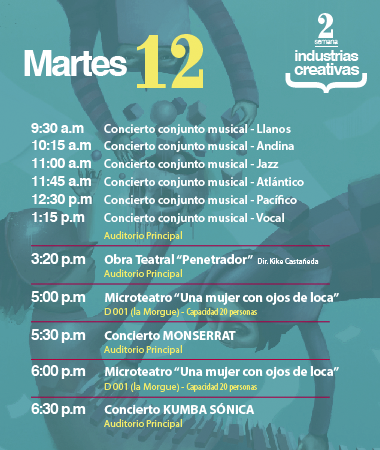 Martes 12
2
semana
industrias
creativas
9:30 a.m Concierto conjunto musical - Llanos
10:15 a.m Concierto conjunto musical - Andina
11:00 a.m Concierto conjunto musical - Jazz
11:45 a.m Concierto conjunto musical - Atlántico
12:30 p.m Concierto conjunto musical - Pacífico
1:15 p.m Concierto conjunto musical - Vocal
Auditorio Principal
3:20 p.m Obra Teatral “Penetrador” Dir. Kike Castañeda
Auditorio Principal
5:00 p.m Microteatro “Una mujer con ojos de loca”
D 001 (la Morgue) - Capacidad 20 personas
5:30 p.m Concierto MONSERRAT
Auditorio Principal
6:00 p.m Microteatro “Una mujer con ojos de loca”
D 001 (la Morgue) - Capacidad 20 personas
6:30 p.m Concierto KUMBA SÓNICA
Auditorio Principal